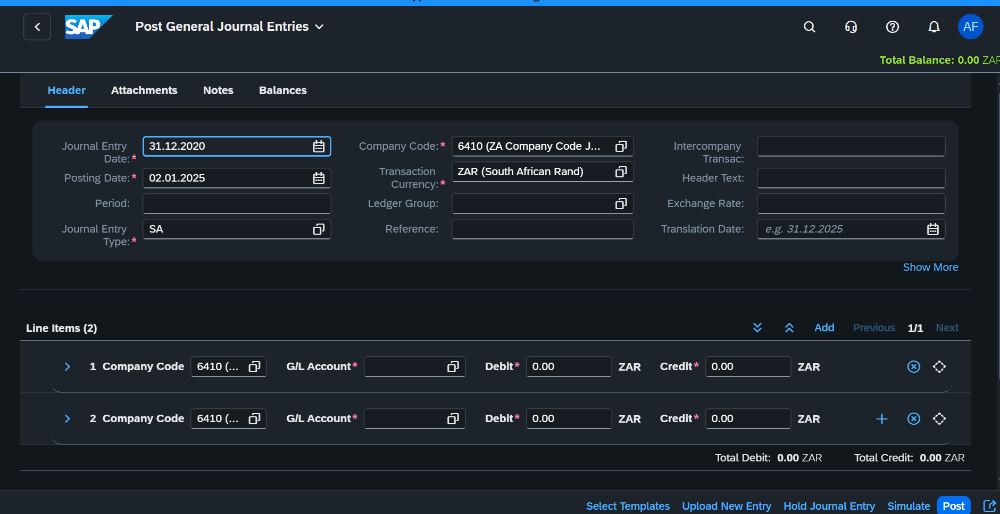 SAP Post General Journal Entries
AF
Total Balance: 0.00 ZAR
Header Attachments Notes Balances
Journal Entry Date:* 31.12.2020
Company Code:* 6410 (ZA Company Code J...
Intercompany Transac:
Posting Date:* 02.01.2025
Transaction Currency:* ZAR (South African Rand)
Header Text:
Period:
Ledger Group:
Exchange Rate:
Journal Entry Type:* SA
Reference:
Translation Date: e.g. 31.12.2025
Show More
Line Items (2) Add Previous 1/1 Next
1 Company Code 6410 (... G/L Account* Debit* 0.00 ZAR Credit* 0.00 ZAR
2 Company Code 6410 (... G/L Account* Debit* 0.00 ZAR Credit* 0.00 ZAR
Total Debit: 0.00 ZAR Total Credit: 0.00 ZAR
Select Templates Upload New Entry Hold Journal Entry Simulate Post